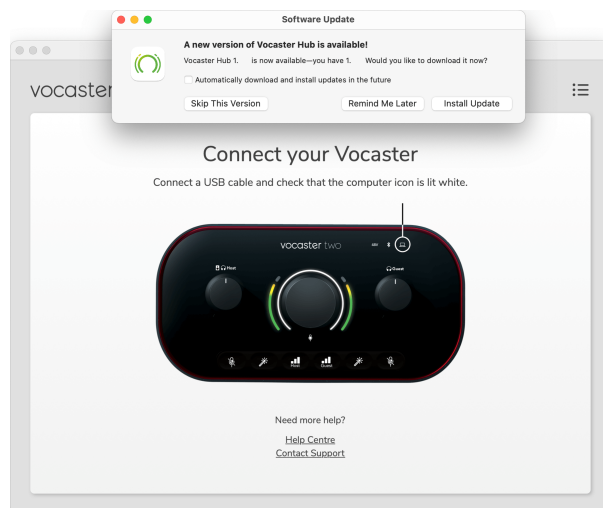 Software Update
A new version of Vocaster Hub is available!
Vocaster Hub 1. is now available—you have 1. Would you like to download it now?
Automatically download and install updates in the future
Skip This Version
Remind Me Later
Install Update
vocaster
Connect your Vocaster
Connect a USB cable and check that the computer icon is lit white.
vocaster two
48V
Host
Guest
Host
Guest
Need more help?
Help Centre
Contact Support